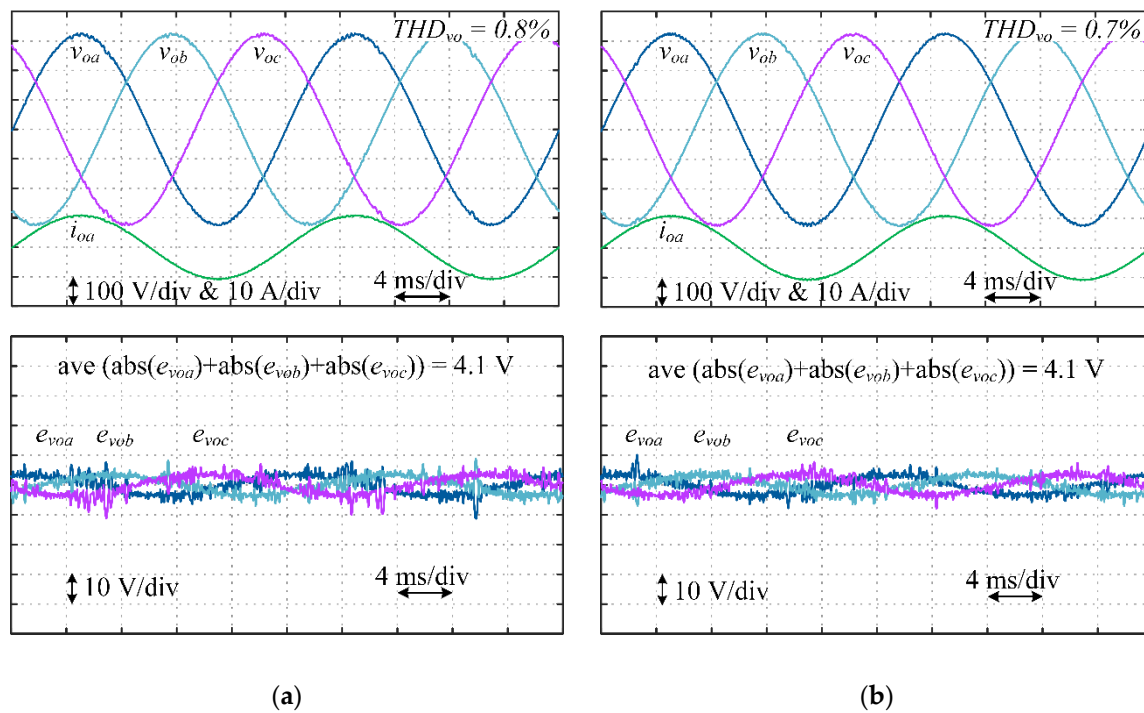 THDvo = 0.8%
voa vob voc
ioa
100 V/div & 10 A/div
4 ms/div
THDvo = 0.7%
voa vob voc
ioa
100 V/div & 10 A/div
4 ms/div
ave (abs(evoa)+abs(evob)+abs(evoc)) = 4.1 V
evoa evob evoc
10 V/div
4 ms/div
ave (abs(evoa)+abs(evob)+abs(evoc)) = 4.1 V
evoa evob evoc
10 V/div
4 ms/div
(a)
(b)